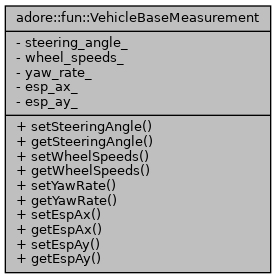 adore::fun::VehicleBaseMeasurement
- steering_angle_
- wheel_speeds_
- yaw_rate_
- esp_ax_
- esp_ay_
+ setSteeringAngle()
+ getSteeringAngle()
+ setWheelSpeeds()
+ getWheelSpeeds()
+ setYawRate()
+ getYawRate()
+ setEspAx()
+ getEspAx()
+ setEspAy()
+ getEspAy()